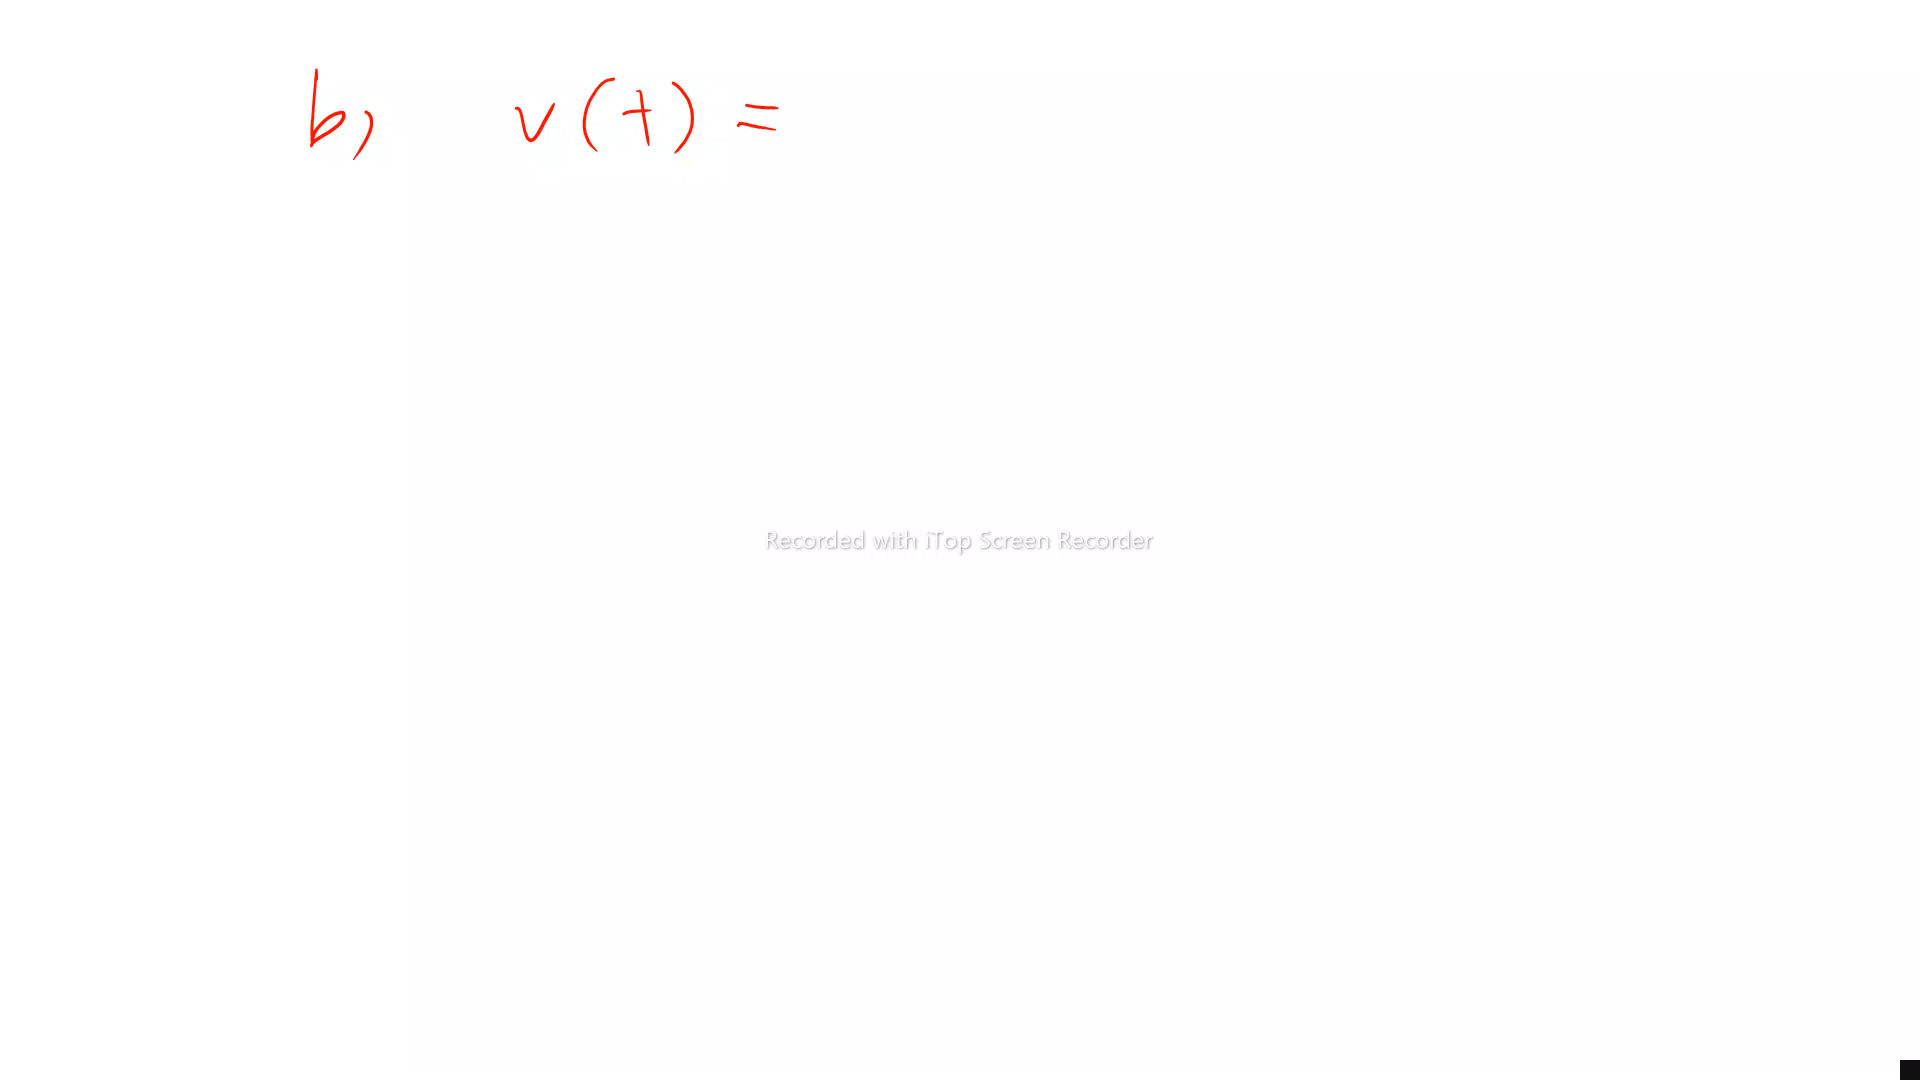 b, v(t) =
Recorded with iTop Screen Recorder